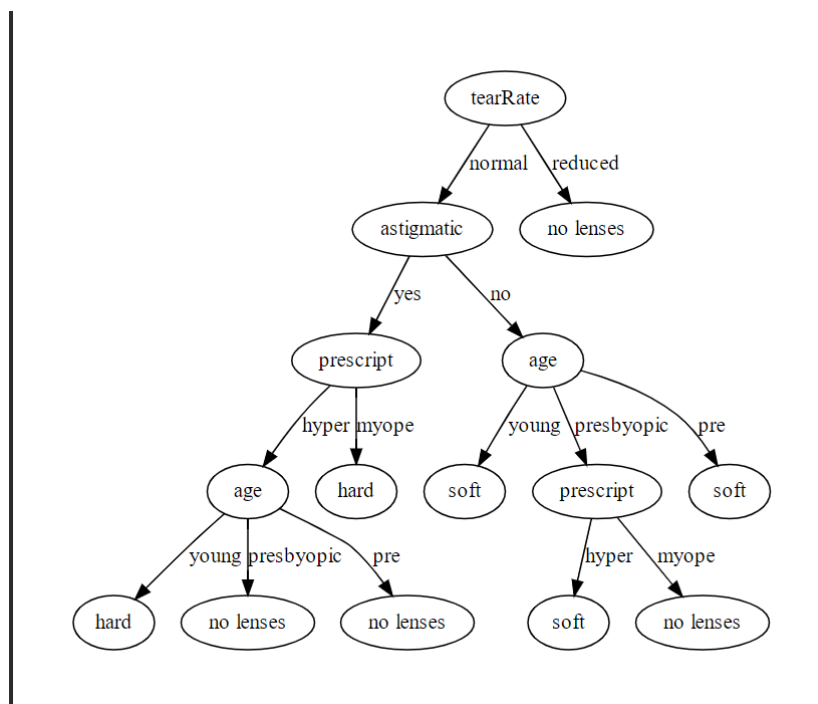 tearRate
normal reduced
astigmatic no lenses
yes no
prescript age
hyper myope young presbyopic pre
age hard soft prescript soft
young presbyopic pre hyper myope
hard no lenses no lenses soft no lenses